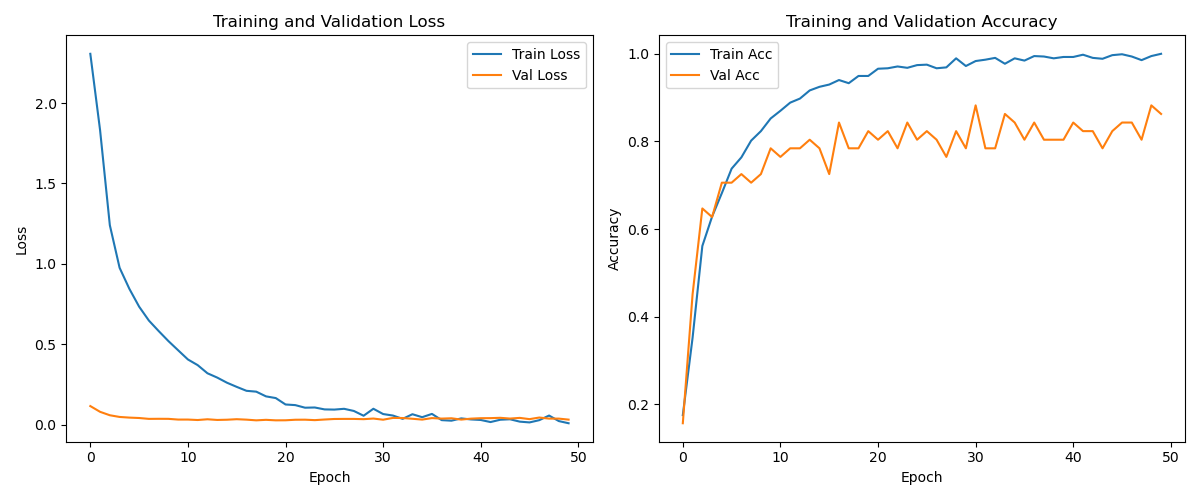 Training and Validation Loss
Train Loss
Val Loss
2.0
1.5
1.0
0.5
0.0
Loss
0 10 20 30 40 50
Epoch
Training and Validation Accuracy
Train Acc
Val Acc
1.0
0.8
0.6
0.4
0.2
Accuracy
0 10 20 30 40 50
Epoch